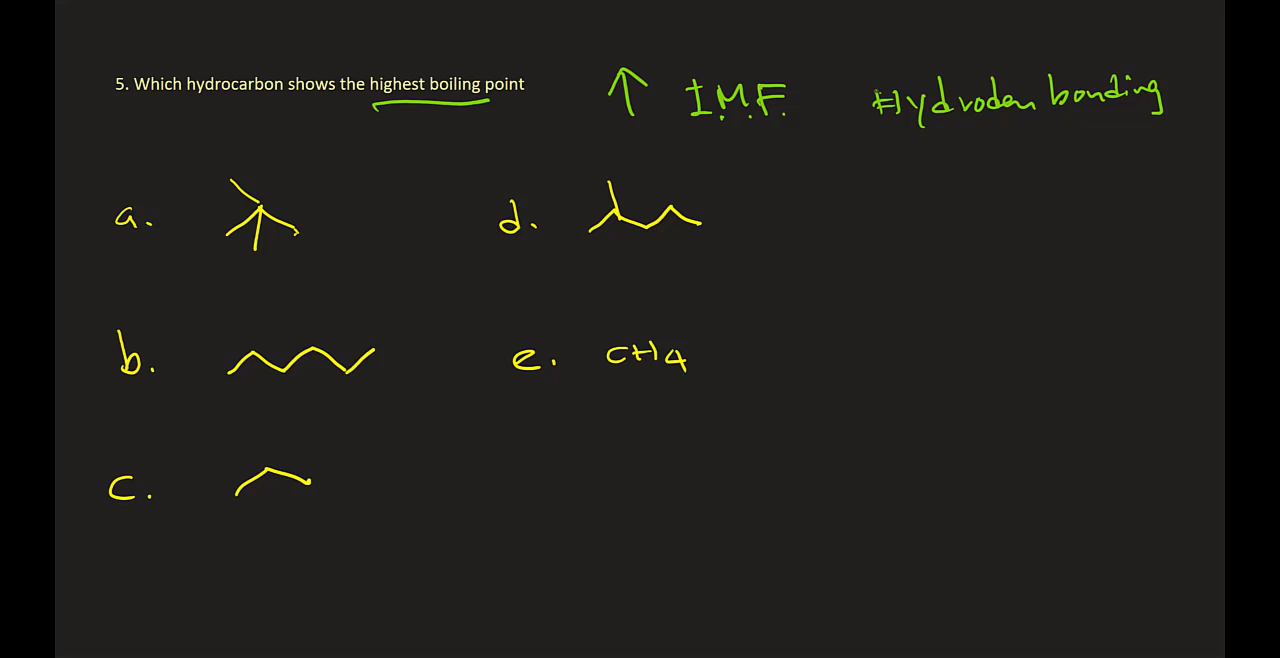 5. Which hydrocarbon shows the highest boiling point
↑ I.M.F. Hydroden bonding
a.
d.
b.
e. CH4
c.